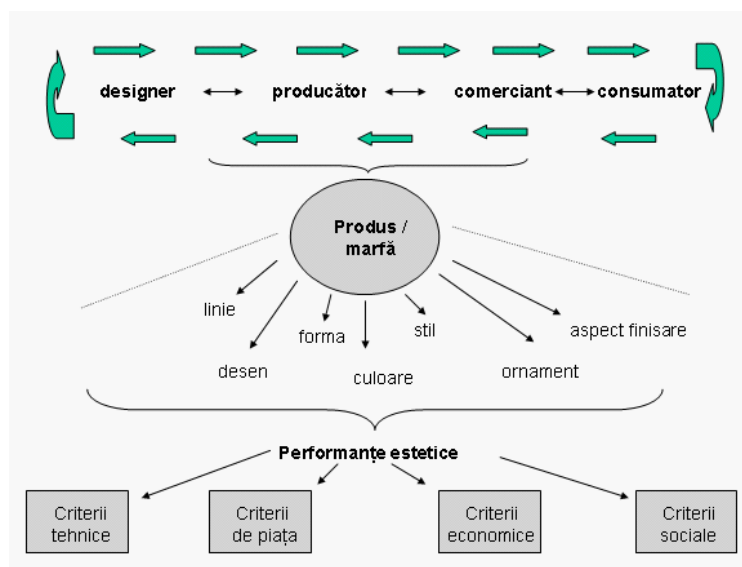 designer producător comerciant consumator
Produs /
marfă
linie
forma
stil
aspect finisare
desen
culoare
ornament
Performanțe estetice
Criterii
tehnice
Criterii
de piața
Criterii
economice
Criterii
sociale